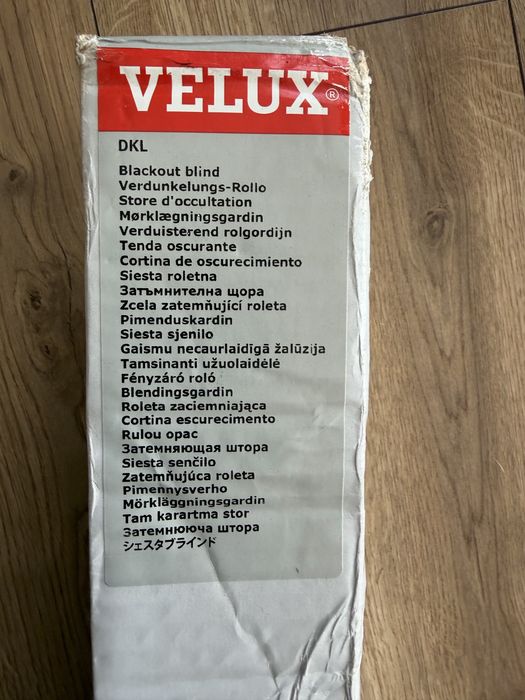 VELUX®
DKL
Blackout blind
Verdunkelungs-Rollo
Store d'occultation
Mørklægningsgardin
Verduisterend rolgordijn
Tenda oscurante
Cortina de oscurecimiento
Siesta roletna
Затъмнителна щора
Zcela zatemňující roleta
Pimenduskardin
Siesta sjenilo
Gaismu necaurlaidīgā žalūzija
Tamsinanti užuolaidėlė
Fényzáró roló
Blendingsgardin
Roleta zaciemniająca
Cortina escurecimento
Rulou opac
Затемняющая штора
Siesta senčilo
Zatemňujúca roleta
Pimennysverho
Mörkläggningsgardin
Tam karartma stor
Затемнююча штора
シェスタブラインド